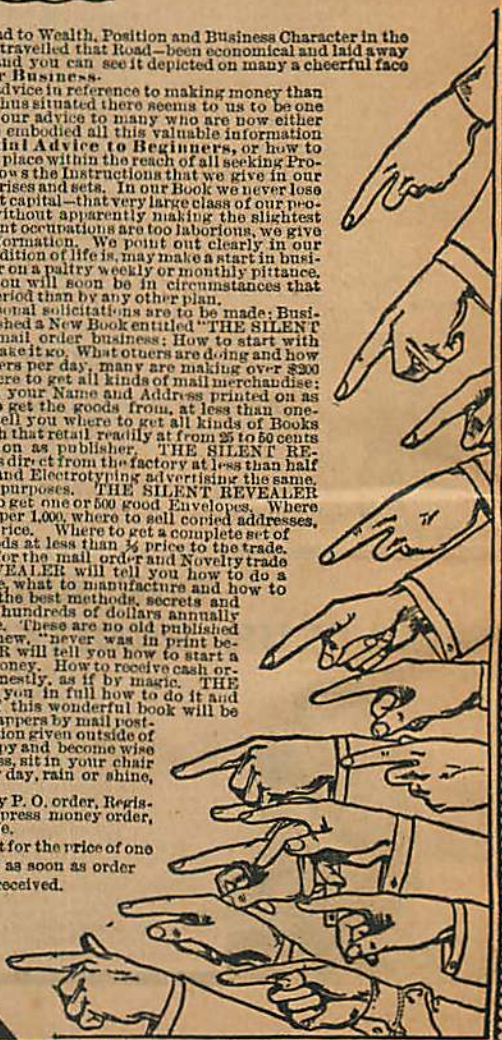 d to Wealth, Position and Business Character in the
travelled that Road—been economical and laid away
nd you can see it depicted on many a cheerful face
r Business.
dvice in reference to making money than
hus situated there seems to us to be one
our advice to many who are now either
embodied all this valuable information
ial Advice to Beginners, or how to
place within the reach of all seeking Pro-
ows the Instructions that we give in our
rises and sets. In our Book we never lose
t capital—that very large class of our peo-
ithout apparently making the slightest
nt occupations are too laborious, we give
formation. We point out clearly in our
dition of life is, may make a start in busi-
r on a paltry weekly or monthly pittance.
ou will soon be in circumstances that
eriod than by any other plan.
onal solicitations are to be made; Busi-
shed a New Book entitled "THE SILENT
mail order business; How to start with
ake it go. What otners are doing and how
ers per day, many are making over $200
ere to get all kinds of mail merchandise;
your Name and Address printed on as
get the goods from, at less than one-
ell you where to get all kinds of Books
h that retail readily at from 25 to 50 cents
on as publisher. THE SILENT RE-
s direct from the factory at less than half
and Electrotyping advertising the same.
purposes. THE SILENT REVEALER
o get one or 500 good Envelopes. Where
per 1,000, where to sell copied addresses,
rice. Where to get a complete set of
ds at less than ½ price to the trade.
for the mail order and Novelty trade
VEALER will tell you how to do a
e, what to manufacture and how to
the best methods, secrets and
hundreds of dollars annually
e. These are no old published
new, "never was in print be-
R will tell you how to start a
oney. How to receive cash or-
nestly, as if by magic. THE
you in full how to do it and
this wonderful book will be
appers by mail post-
tion given outside of
py and become wise
ss, sit in your chair
day, rain or shine,
y P. O. order, Regis-
press money order,
e.
t for the price of one
as soon as order
eceived.